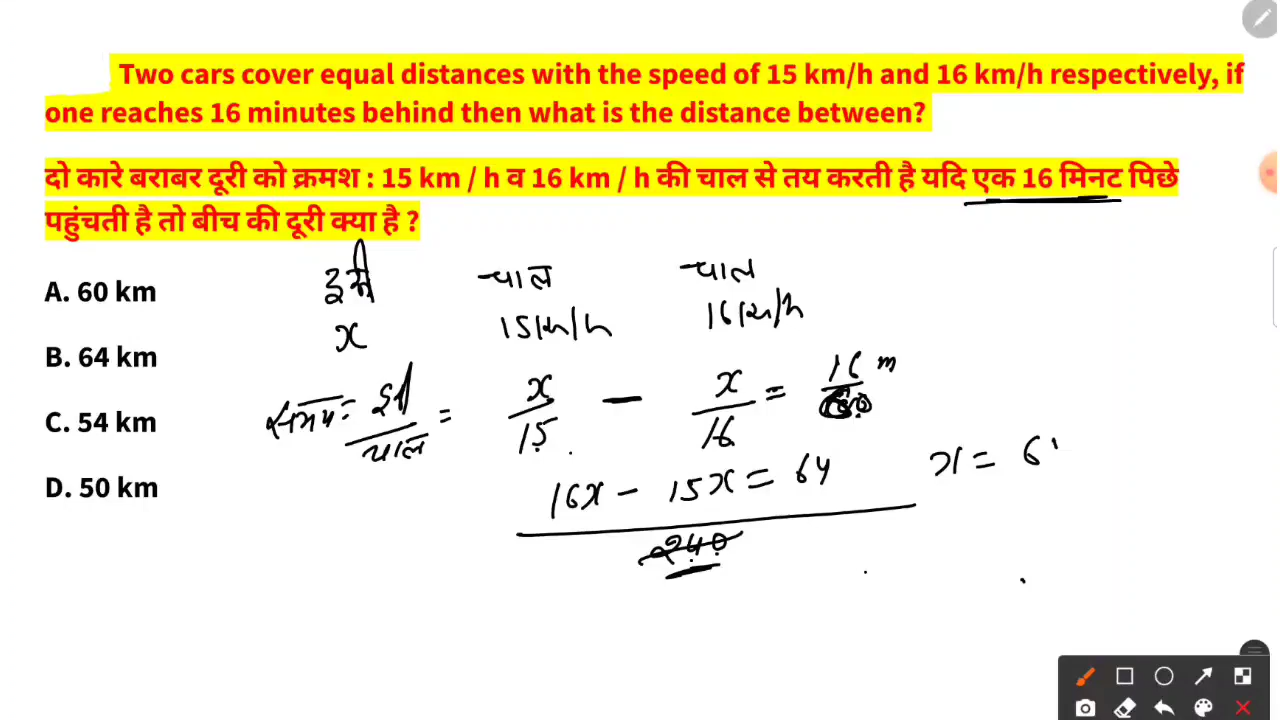 Two cars cover equal distances with the speed of 15 km/h and 16 km/h respectively, if
one reaches 16 minutes behind then what is the distance between?
दो कारे बराबर दूरी को क्रमश : 15 km / h व 16 km / h की चाल से तय करती है यदि एक 16 मिनट पिछे
पहुंचती है तो बीच की दूरी क्या है ?
A. 60 km
B. 64 km
C. 54 km
D. 50 km
दूरी चाल चाल
x 15km/h 16km/h
समय = दूरी/चाल = x/15 - x/16 = 16 m
16x - 15x = 64
240
x = 6